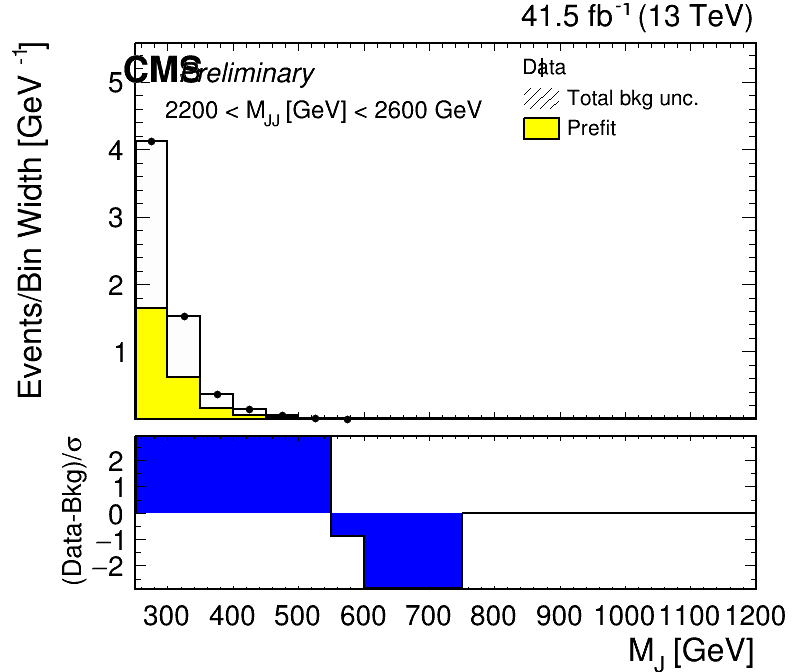 41.5 fb⁻¹ (13 TeV)
CMS Preliminary
2200 < M_JJ [GeV] < 2600 GeV
Data
Total bkg unc.
Prefit
Events/Bin Width [GeV⁻¹]
5
4
3
2
1
(Data-Bkg)/σ
2
1
0
−1
−2
300 400 500 600 700 800 900 1000 1100 1200
M_J [GeV]